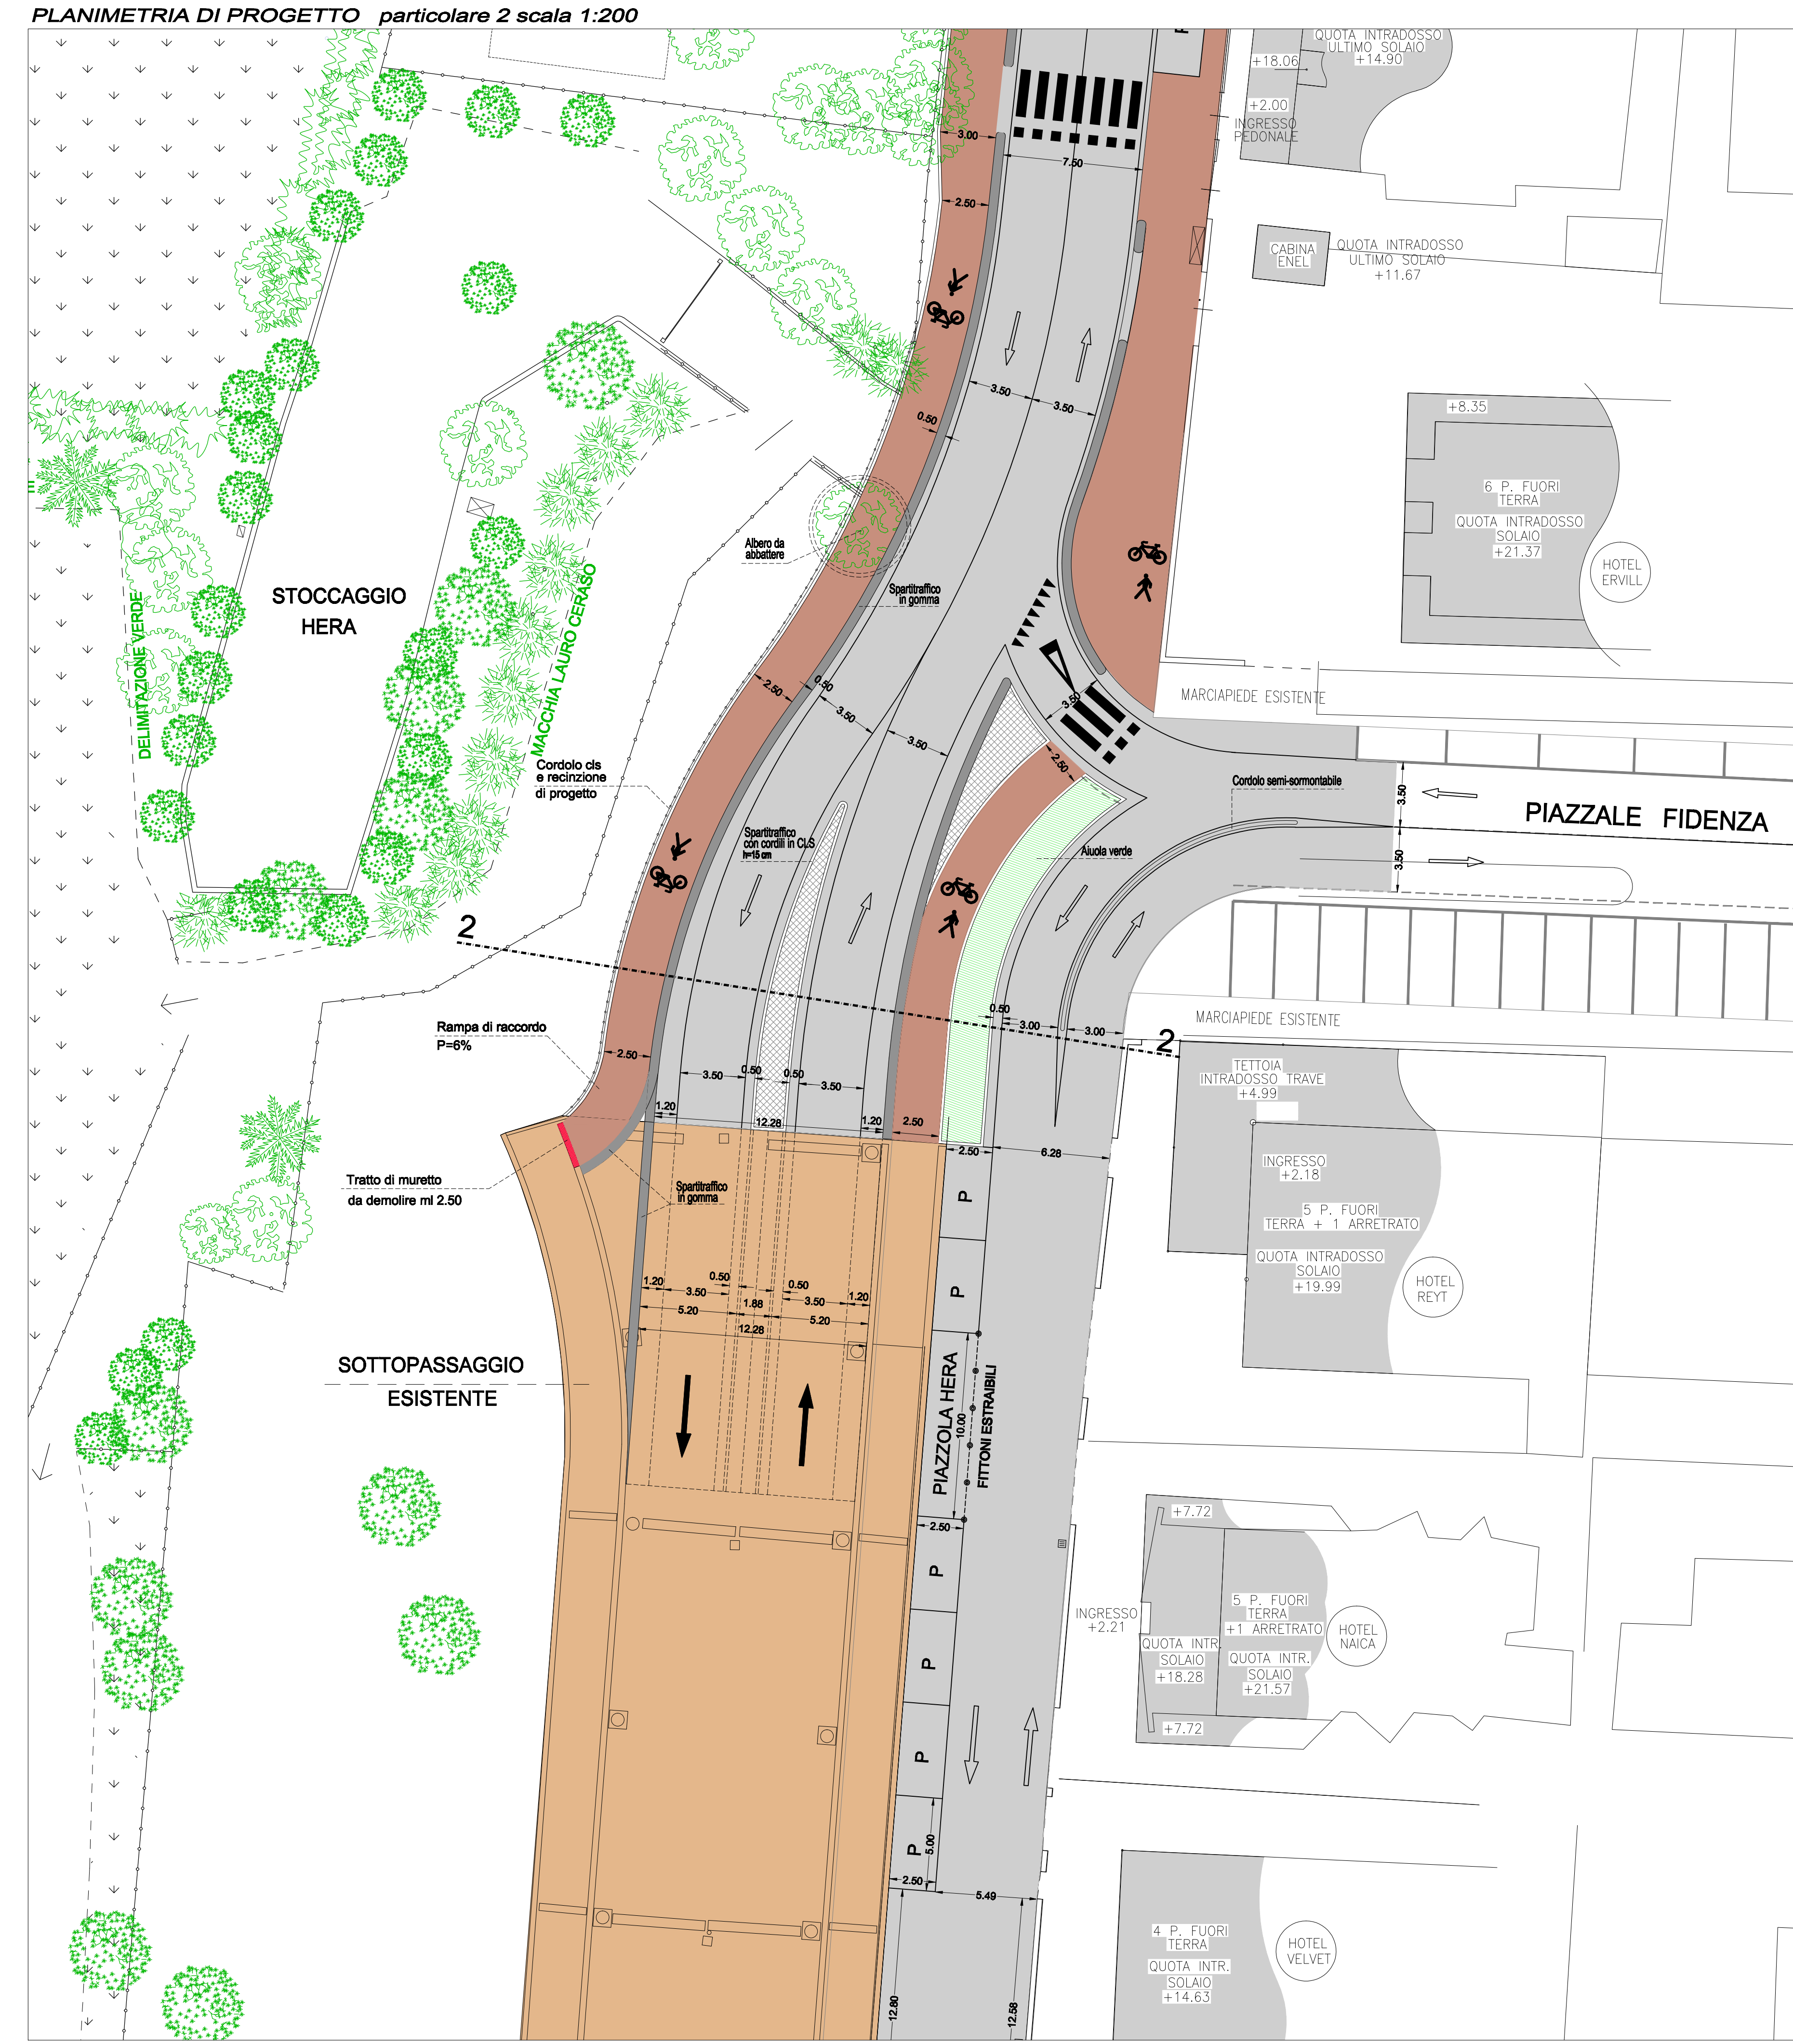 PLANIMETRIA DI PROGETTO particolare 2 scala 1:200
QUOTA INTRADOSSO
ULTIMO SOLAIO
+14.90
+18.06
+2.00
INGRESSO
PEDONALE
3.00
7.50
2.50
CABINA
ENEL
QUOTA INTRADOSSO
ULTIMO SOLAIO
+11.67
3.50
3.50
0.50
+8.35
6 P. FUORI
TERRA
QUOTA INTRADOSSO
SOLAIO
+21.37
HOTEL
ERVILL
Albero da
abbattere
Spartitraffico
in gomma
STOCCAGGIO
HERA
DELIMITAZIONE VERDE
MACCHIA LAURO CERASO
MARCIAPIEDE ESISTENTE
2.50
0.50
3.50
3.50
3.50
2.50
Cordolo cls
e recinzione
di progetto
Cordolo semi-sormontabile
3.50
3.50
PIAZZALE FIDENZA
Spartitraffico
con cordili in CLS
h=15 cm
Aiuola verde
2
2
MARCIAPIEDE ESISTENTE
0.50
3.00
3.00
Rampa di raccordo
P=6%
2.50
3.50
0.50
0.50
3.50
1.20
12.28
1.20
2.50
2.50
6.28
TETTOIA
INTRADOSSO TRAVE
+4.99
INGRESSO
+2.18
5 P. FUORI
TERRA + 1 ARRETRATO
QUOTA INTRADOSSO
SOLAIO
+19.99
HOTEL
REYT
Tratto di muretto
da demolire ml 2.50
Spartitraffico
in gomma
P
P
1.20
3.50
0.50
0.50
3.50
1.20
5.20
1.88
5.20
12.28
SOTTOPASSAGGIO
ESISTENTE
PIAZZOLA HERA
10.00
FITTONI ESTRAIBILI
2.50
P
P
P
P
5.00
2.50
5.49
12.80
12.58
+7.72
INGRESSO
+2.21
5 P. FUORI
TERRA
+1 ARRETRATO
QUOTA INTR.
SOLAIO
+18.28
QUOTA INTR.
SOLAIO
+21.57
+7.72
HOTEL
NAICA
4 P. FUORI
TERRA
QUOTA INTR.
SOLAIO
+14.63
HOTEL
VELVET